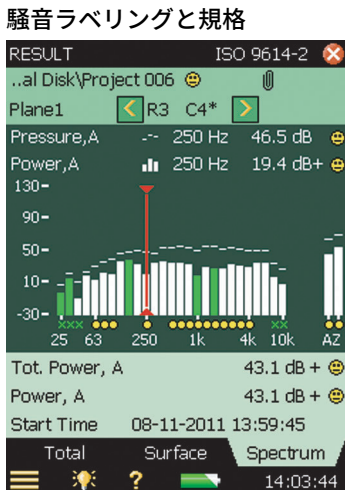 騒音ラベリングと規格
RESULT ISO 9614-2
..al Disk\Project 006
Plane1 < R3 C4* >
Pressure,A 250 Hz 46.5 dB
Power,A 250 Hz 19.4 dB+
130
90
50
10
-30
xxx xx
25 63 250 1k 4k 10k AZ
Tot. Power, A 43.1 dB +
Power, A 43.1 dB +
Start Time 08-11-2011 13:59:45
Total Surface Spectrum
? 14:03:44